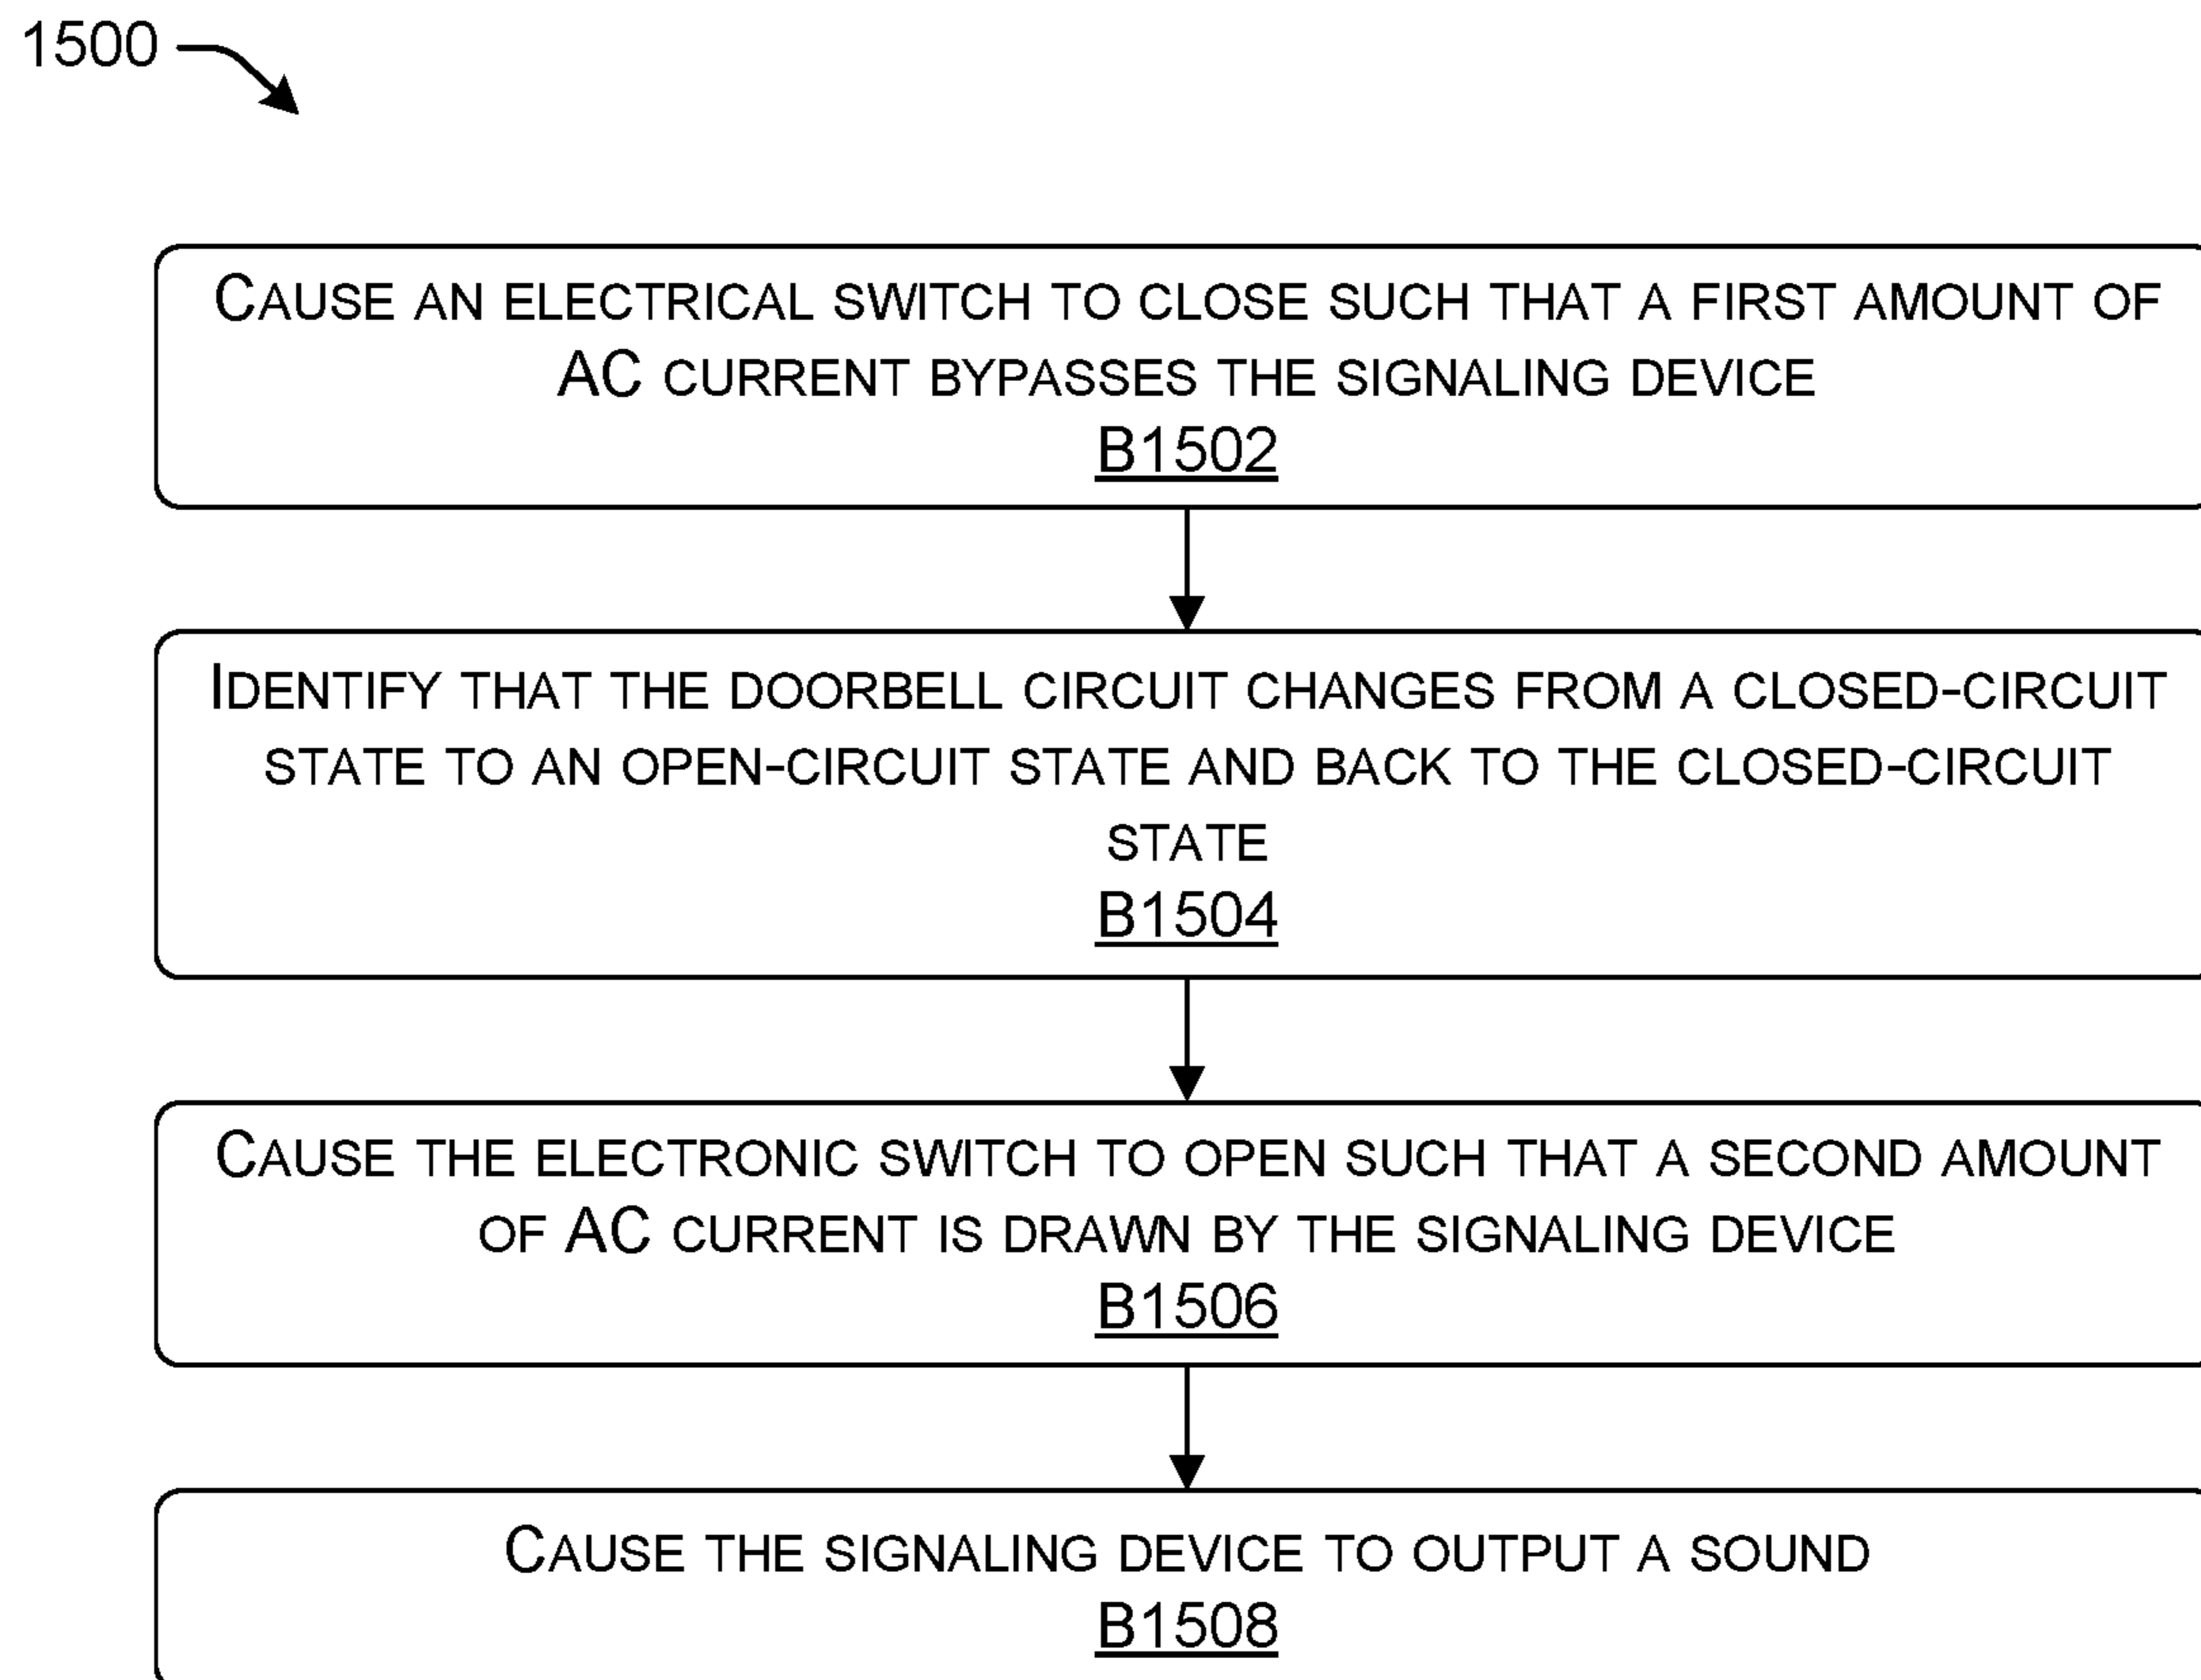 1500
CAUSE AN ELECTRICAL SWITCH TO CLOSE SUCH THAT A FIRST AMOUNT OF
AC CURRENT BYPASSES THE SIGNALING DEVICE
B1502
IDENTIFY THAT THE DOORBELL CIRCUIT CHANGES FROM A CLOSED-CIRCUIT
STATE TO AN OPEN-CIRCUIT STATE AND BACK TO THE CLOSED-CIRCUIT
STATE
B1504
CAUSE THE ELECTRONIC SWITCH TO OPEN SUCH THAT A SECOND AMOUNT
OF AC CURRENT IS DRAWN BY THE SIGNALING DEVICE
B1506
CAUSE THE SIGNALING DEVICE TO OUTPUT A SOUND
B1508